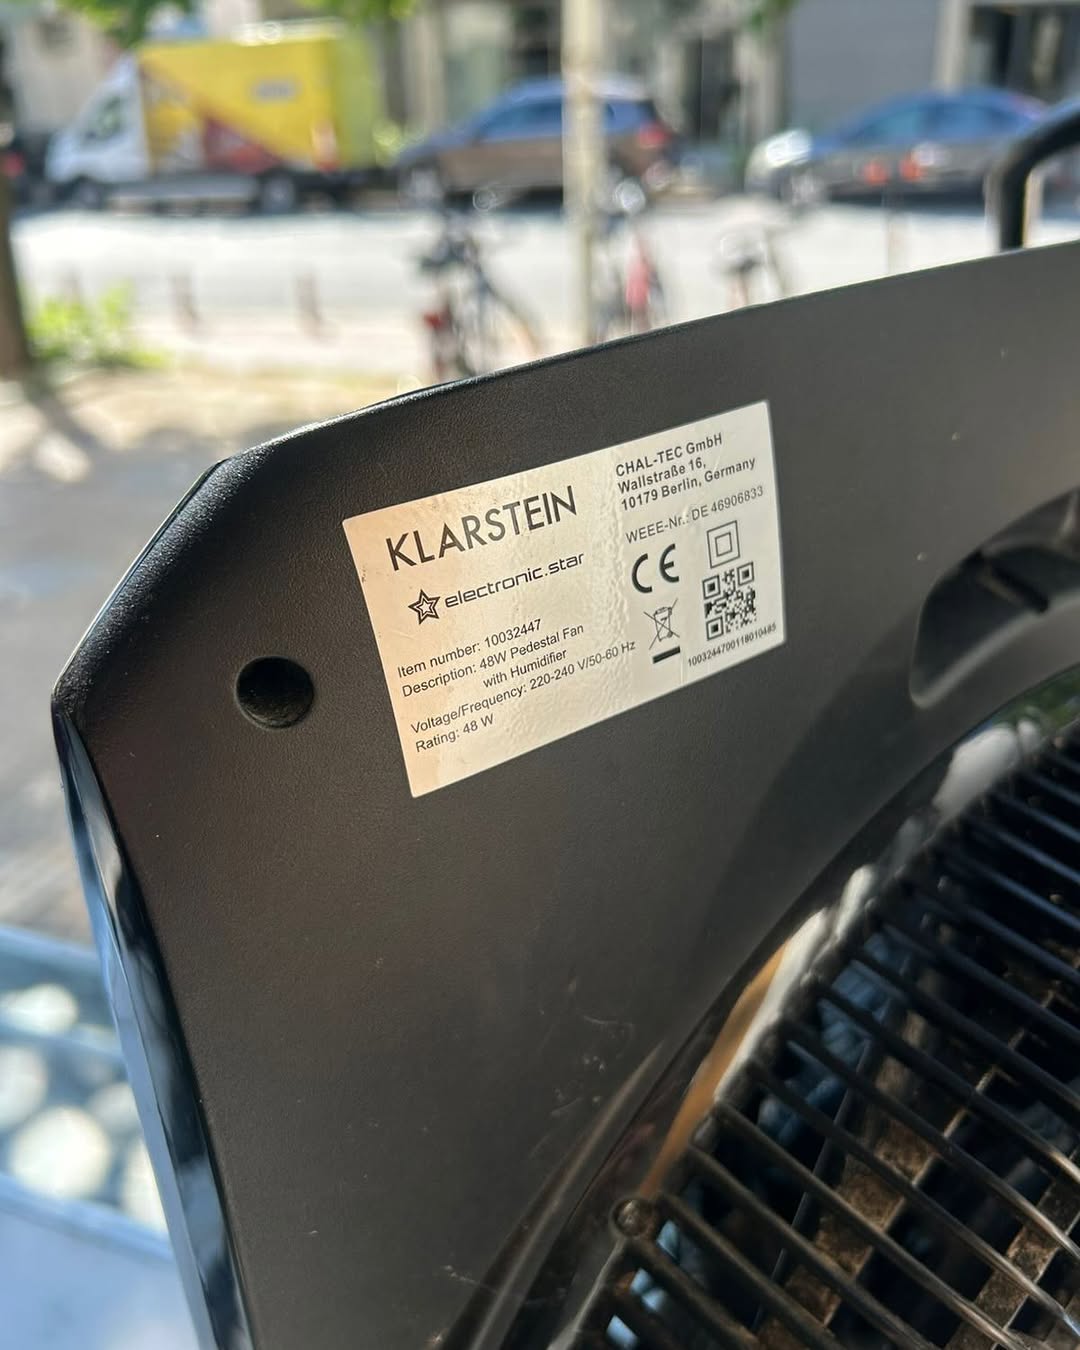 KLARSTEIN
electronic.star
Item number: 10032447
Description: 48W Pedestal Fan
with Humidifier
Voltage/Frequency: 220-240 V/50-60 Hz
Rating: 48 W
CHAL-TEC GmbH
Wallstraße 16,
10179 Berlin, Germany
WEEE-Nr.: DE 46906833
CE
1003244700118010485